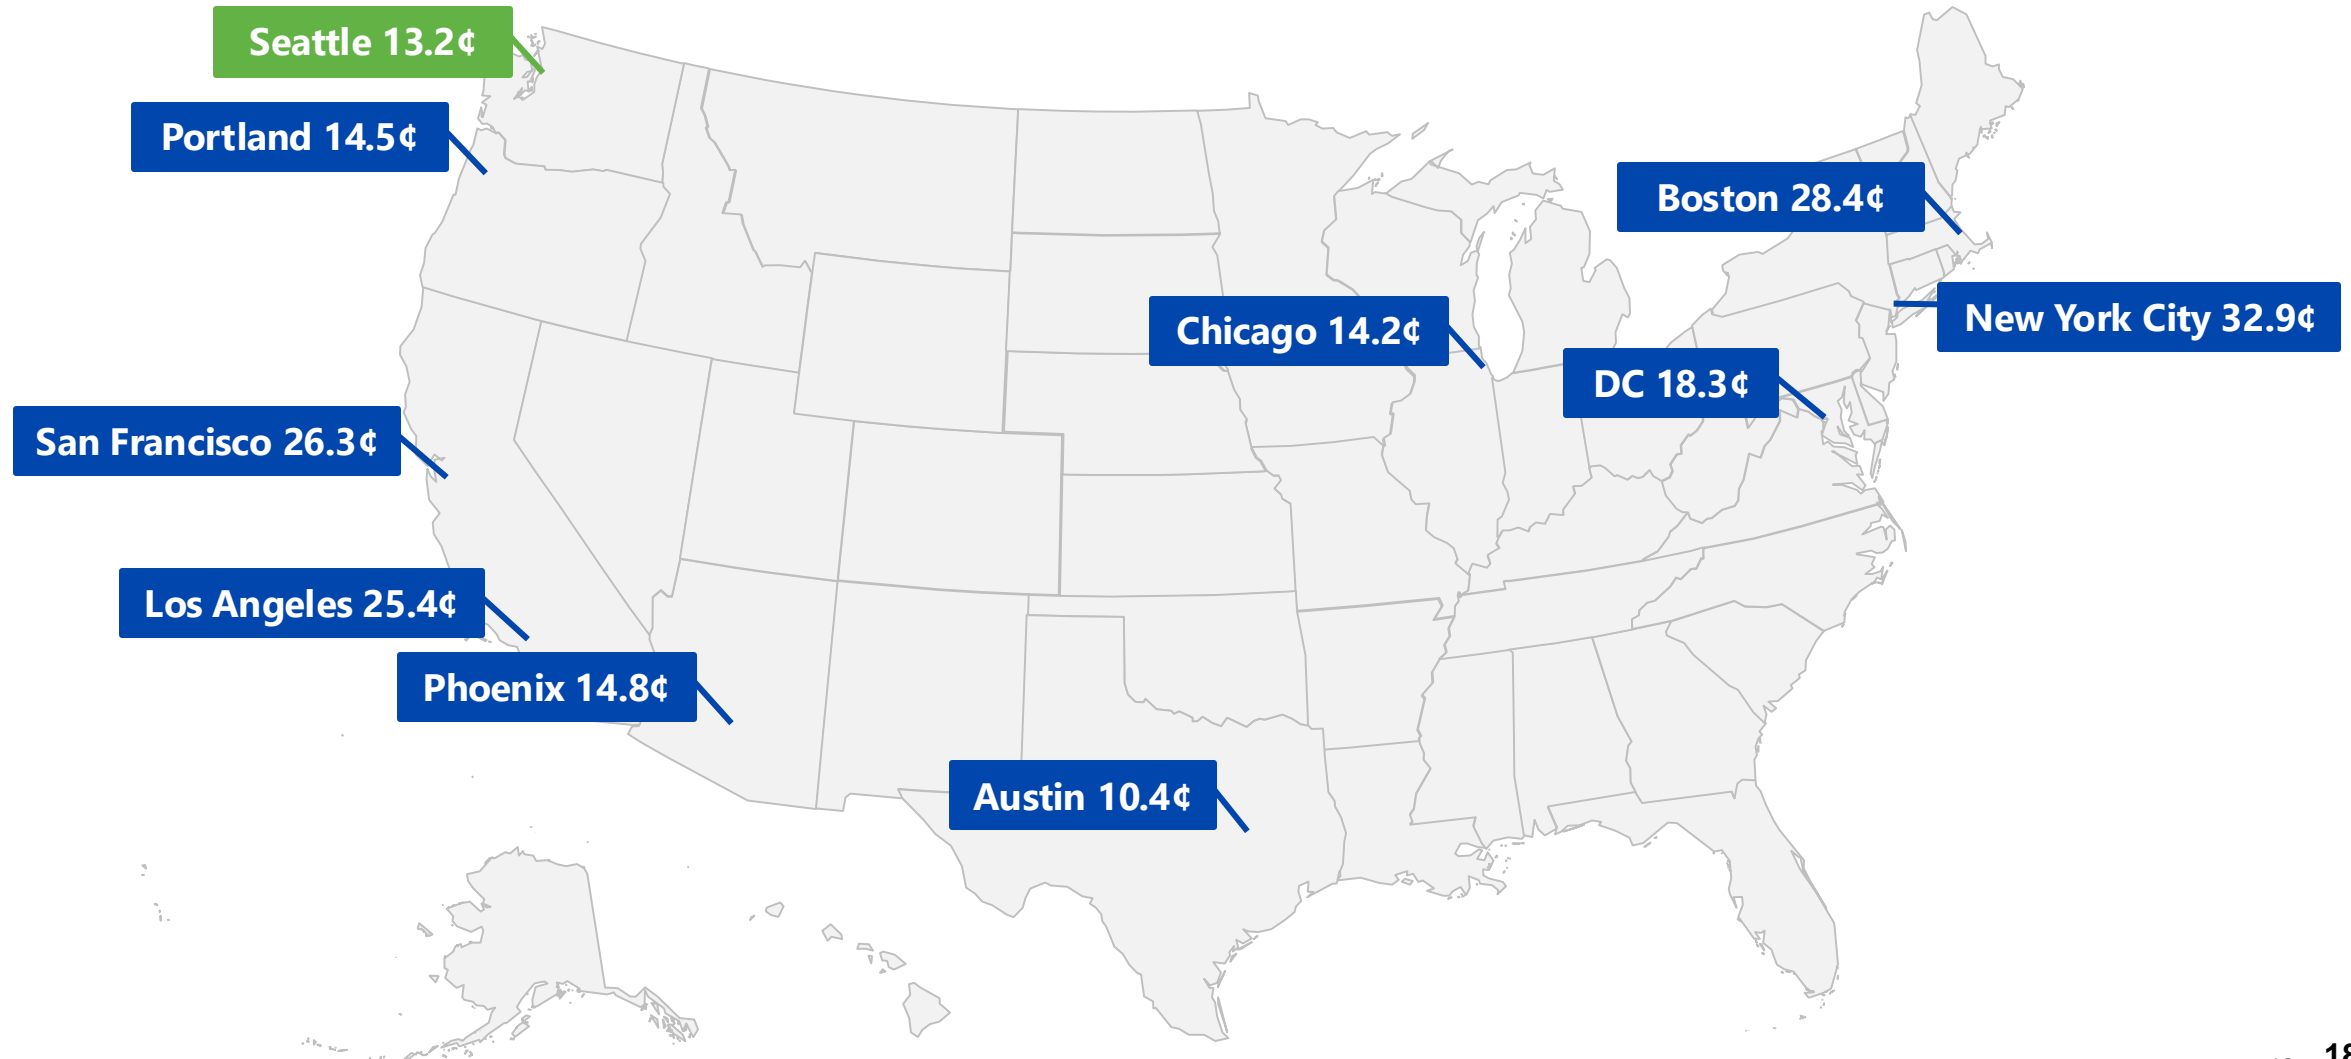 Seattle 13.2¢
Portland 14.5¢
Boston 28.4¢
New York City 32.9¢
Chicago 14.2¢
DC 18.3¢
San Francisco 26.3¢
Los Angeles 25.4¢
Phoenix 14.8¢
Austin 10.4¢